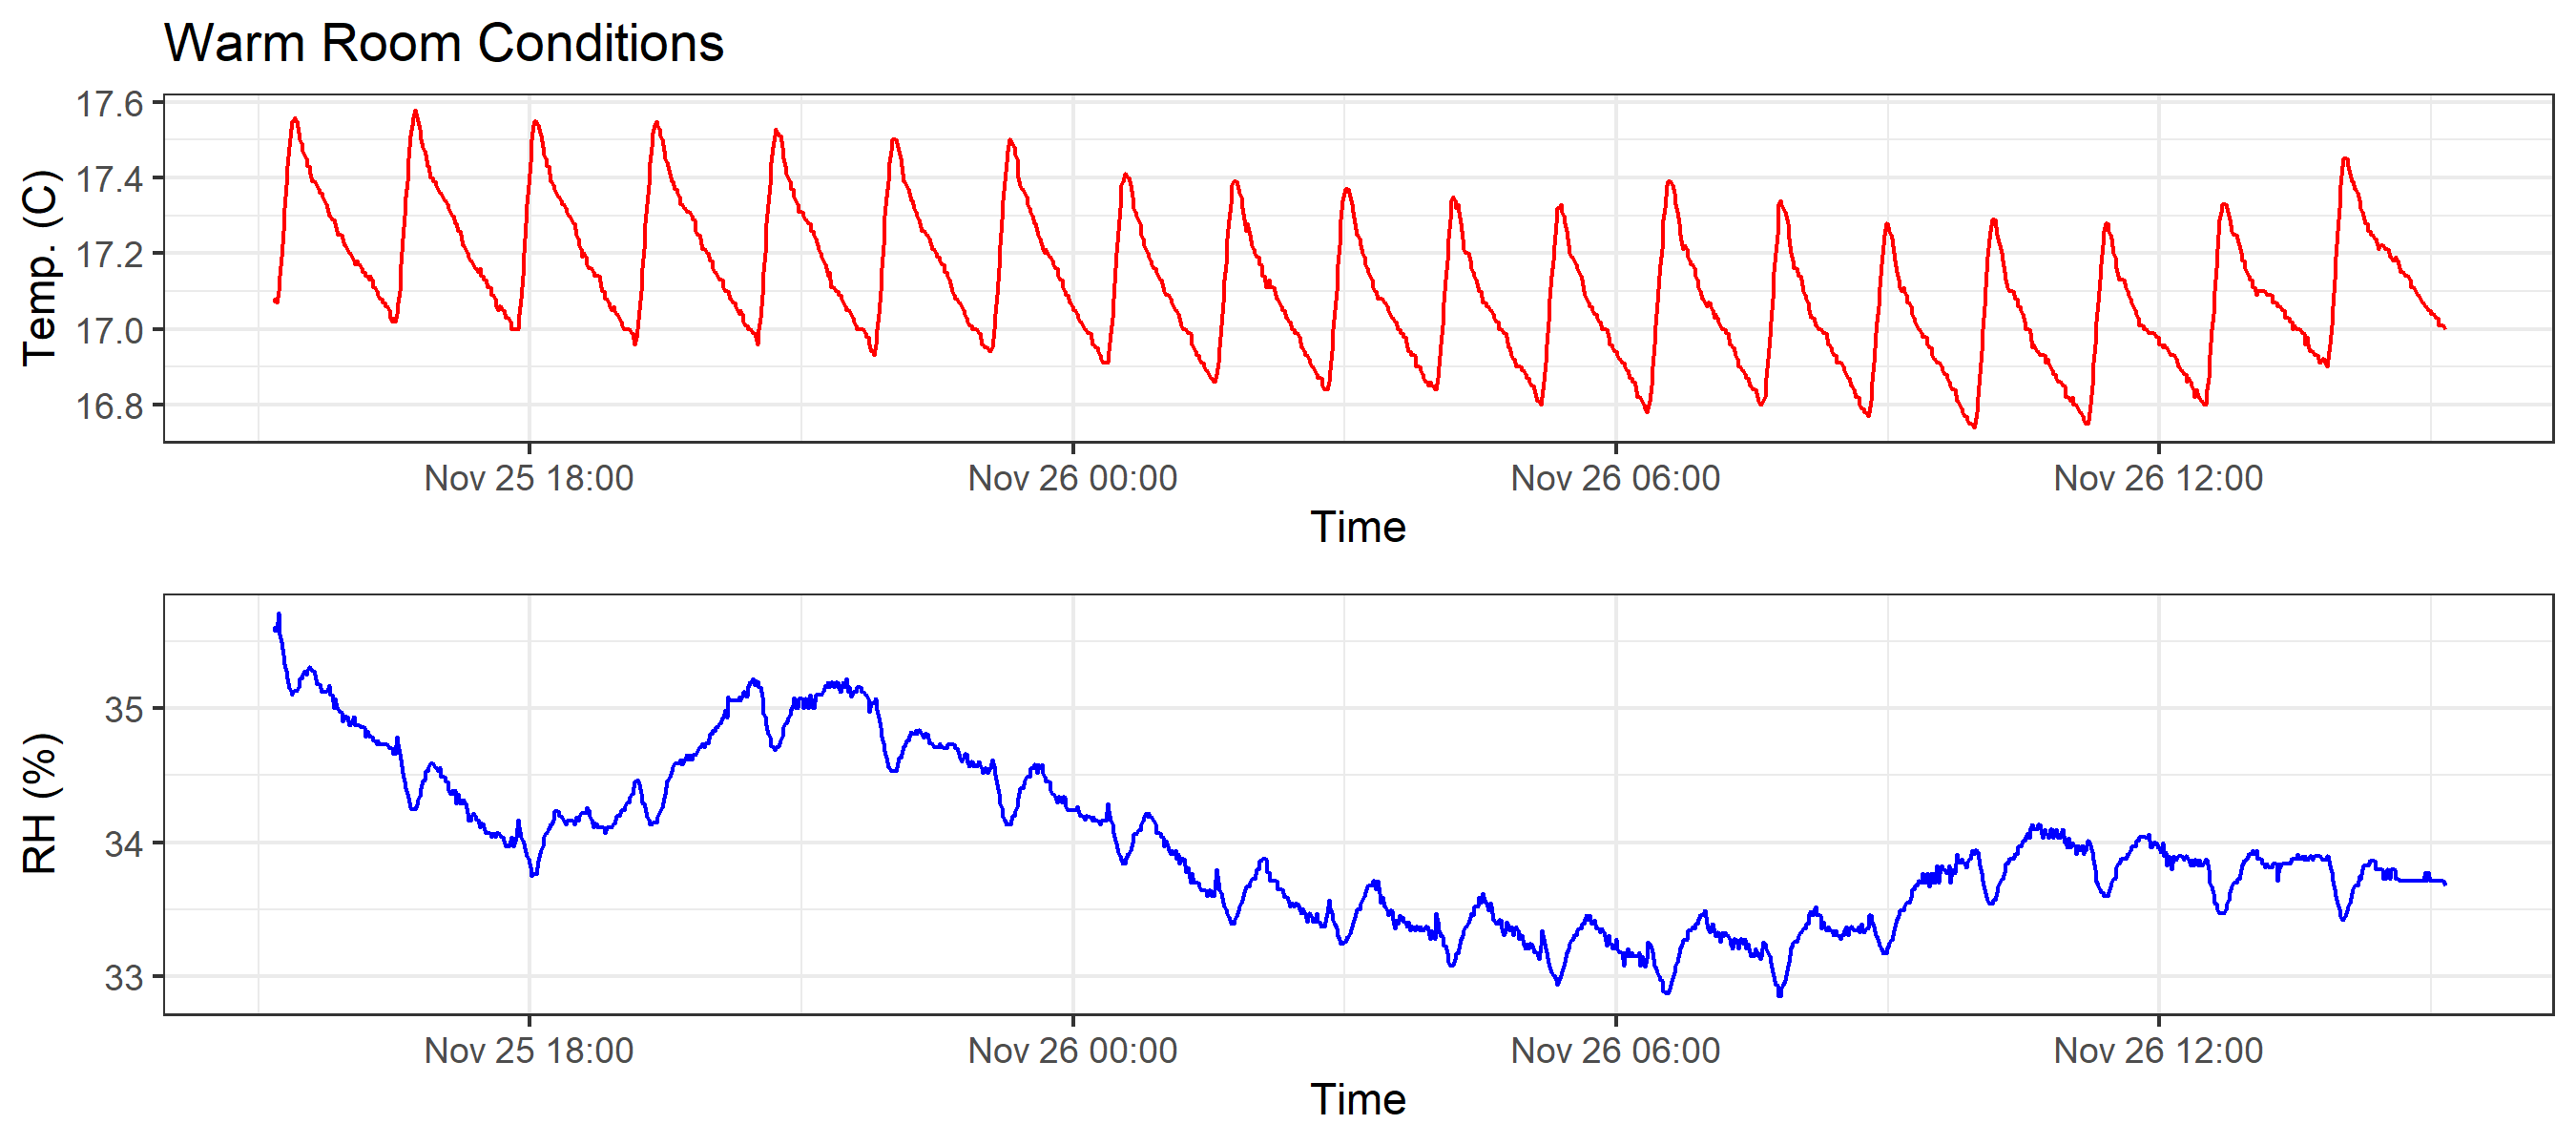 Warm Room Conditions
Temp. (C)
17.6
17.4
17.2
17.0
16.8
Nov 25 18:00 Nov 26 00:00 Nov 26 06:00 Nov 26 12:00
Time
RH (%)
35
34
33
Nov 25 18:00 Nov 26 00:00 Nov 26 06:00 Nov 26 12:00
Time